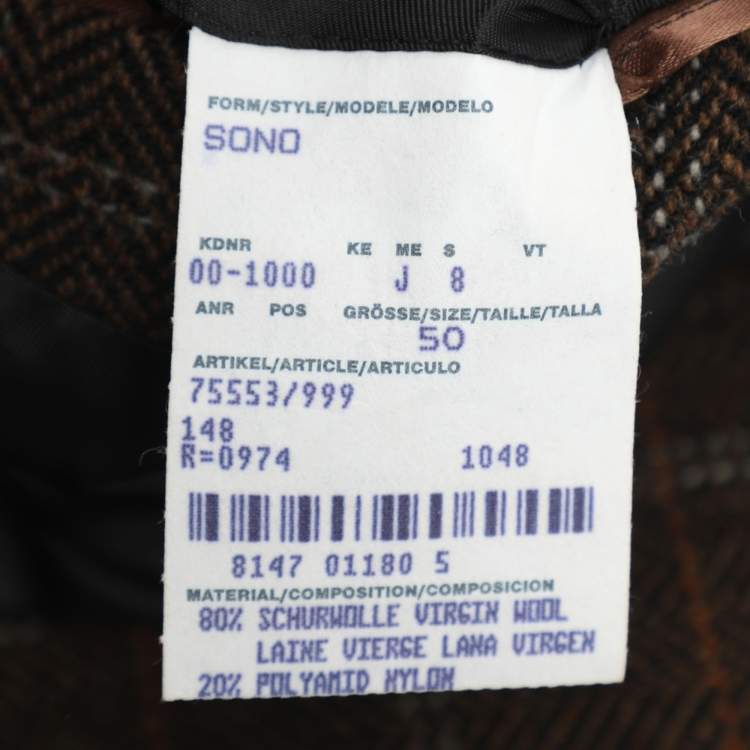 FORM/STYLE/MODELE/MODELO
SONO
KDNR KE ME S VT
00-1000 J 8
ANR POS GRÖSSE/SIZE/TAILLE/TALLA
50
ARTIKEL/ARTICLE/ARTICULO
75553/999
148
R=0974 1048
8147 01180 5
MATERIAL/COMPOSITION/COMPOSICION
80% SCHURWOLLE VIRGIN WOOL
LAINE VIERGE LANA VIRGEN
20% POLYAMID NYLON